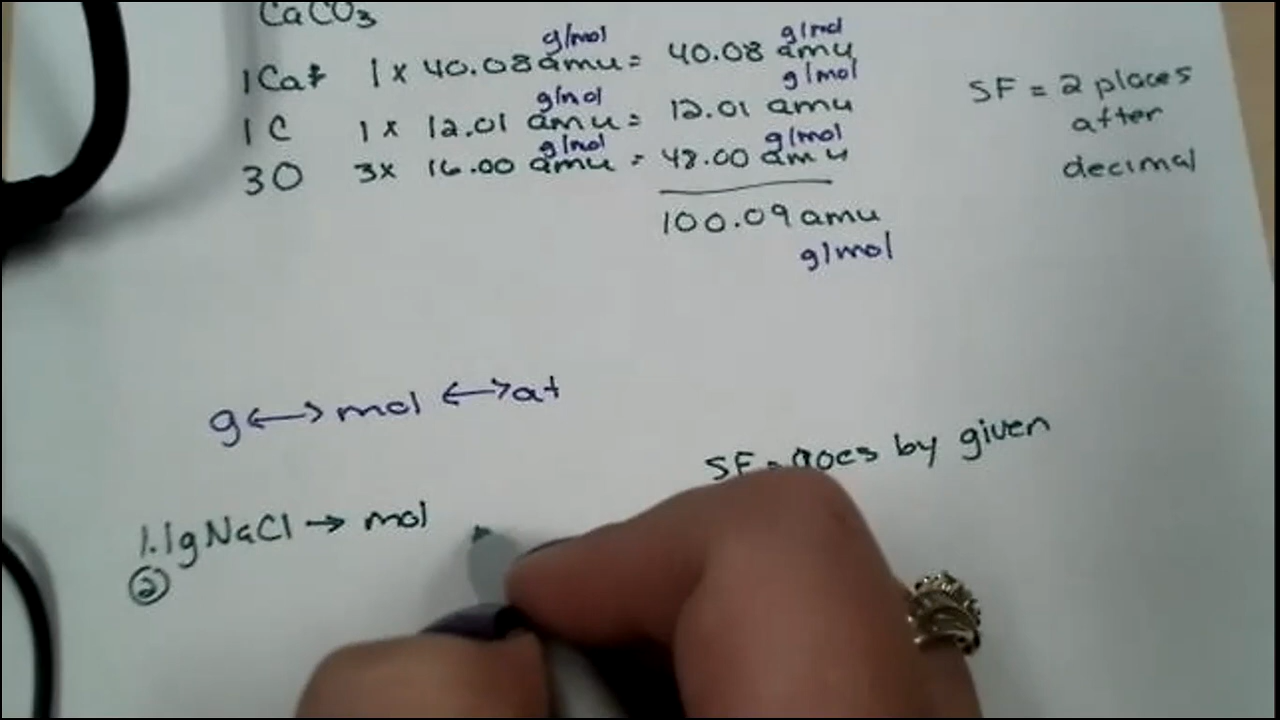 CaCO3
g/mol g/mol
1Ca 1 x 40.08 amu = 40.08 amu
g/mol g/mol
1C 1 x 12.01 amu = 12.01 amu
g/mol g/mol
3O 3x 16.00 amu = 48.00 amu
100.09 amu
g/mol
SF = 2 places
after
decimal
g ↔ mol ↔ at
SF = goes by given
1.1g NaCl → mol
2